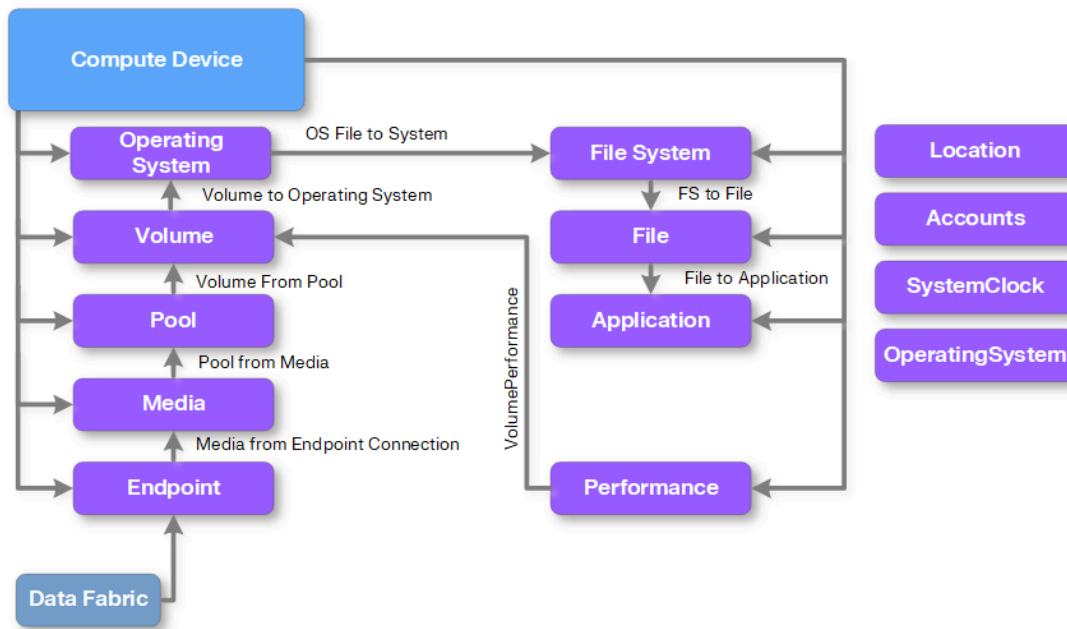 Compute Device
Operating
System
OS File to System
File System
Location
Volume to Operating System
FS to File
Accounts
Volume
File
Volume From Pool
File to Application
SystemClock
Pool
Application
Pool from Media
OperatingSystem
Media
VolumePerformance
Media from Endpoint Connection
Endpoint
Performance
Data Fabric